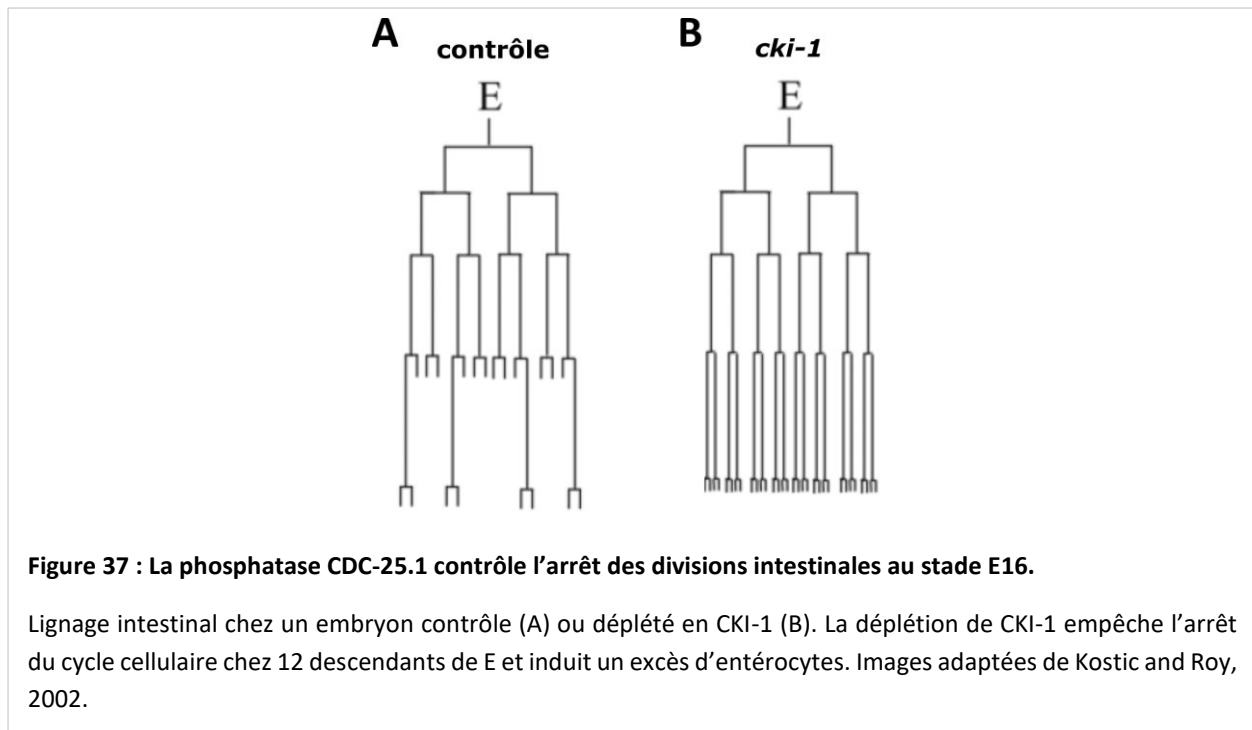 A
contrôle
B
cki-1
E
E
Figure 37 : La phosphatase CDC-25.1 contrôle l’arrêt des divisions intestinales au stade E16.
Lignage intestinal chez un embryon contrôle (A) ou déplété en CKI-1 (B). La déplétion de CKI-1 empêche l’arrêt
du cycle cellulaire chez 12 descendants de E et induit un excès d’entérocytes. Images adaptées de Kostic and Roy,
2002.